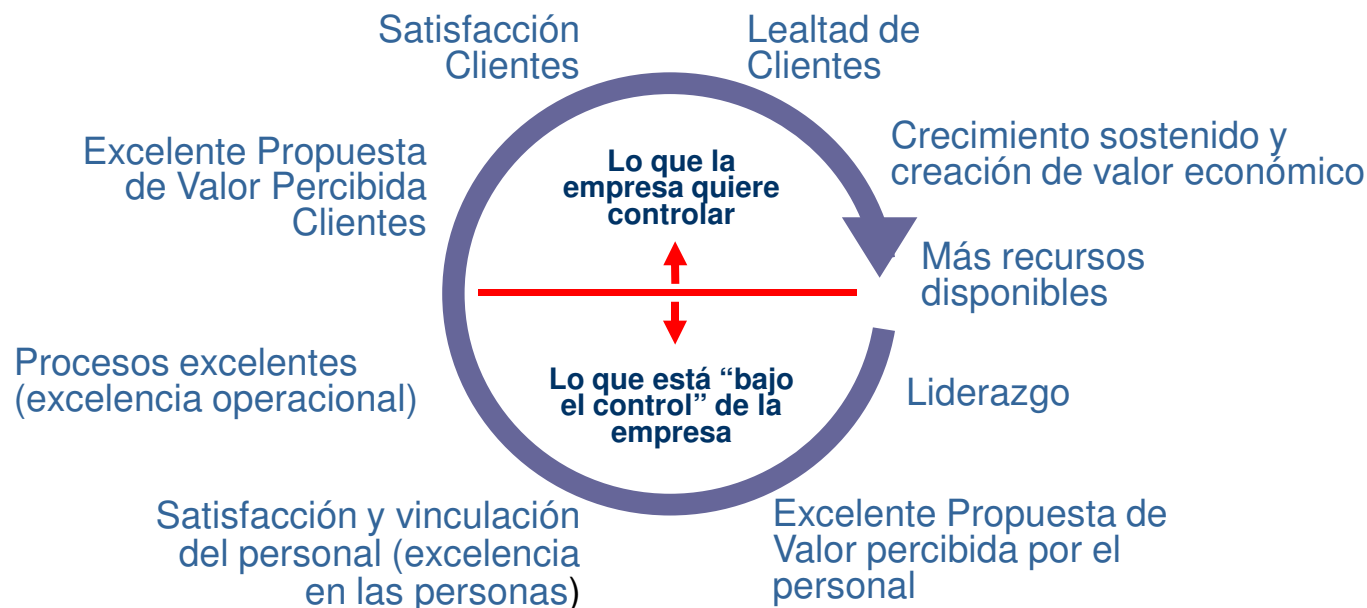 Satisfacción
Clientes
Lealtad de
Clientes
Excelente Propuesta
de Valor Percibida
Clientes
Lo que la
empresa quiere
controlar
Crecimiento sostenido y
creación de valor económico
Más recursos
disponibles
Procesos excelentes
(excelencia operacional)
Lo que está “bajo
el control” de la
empresa
Liderazgo
Satisfacción y vinculación
del personal (excelencia
en las personas)
Excelente Propuesta de
Valor percibida por el
personal